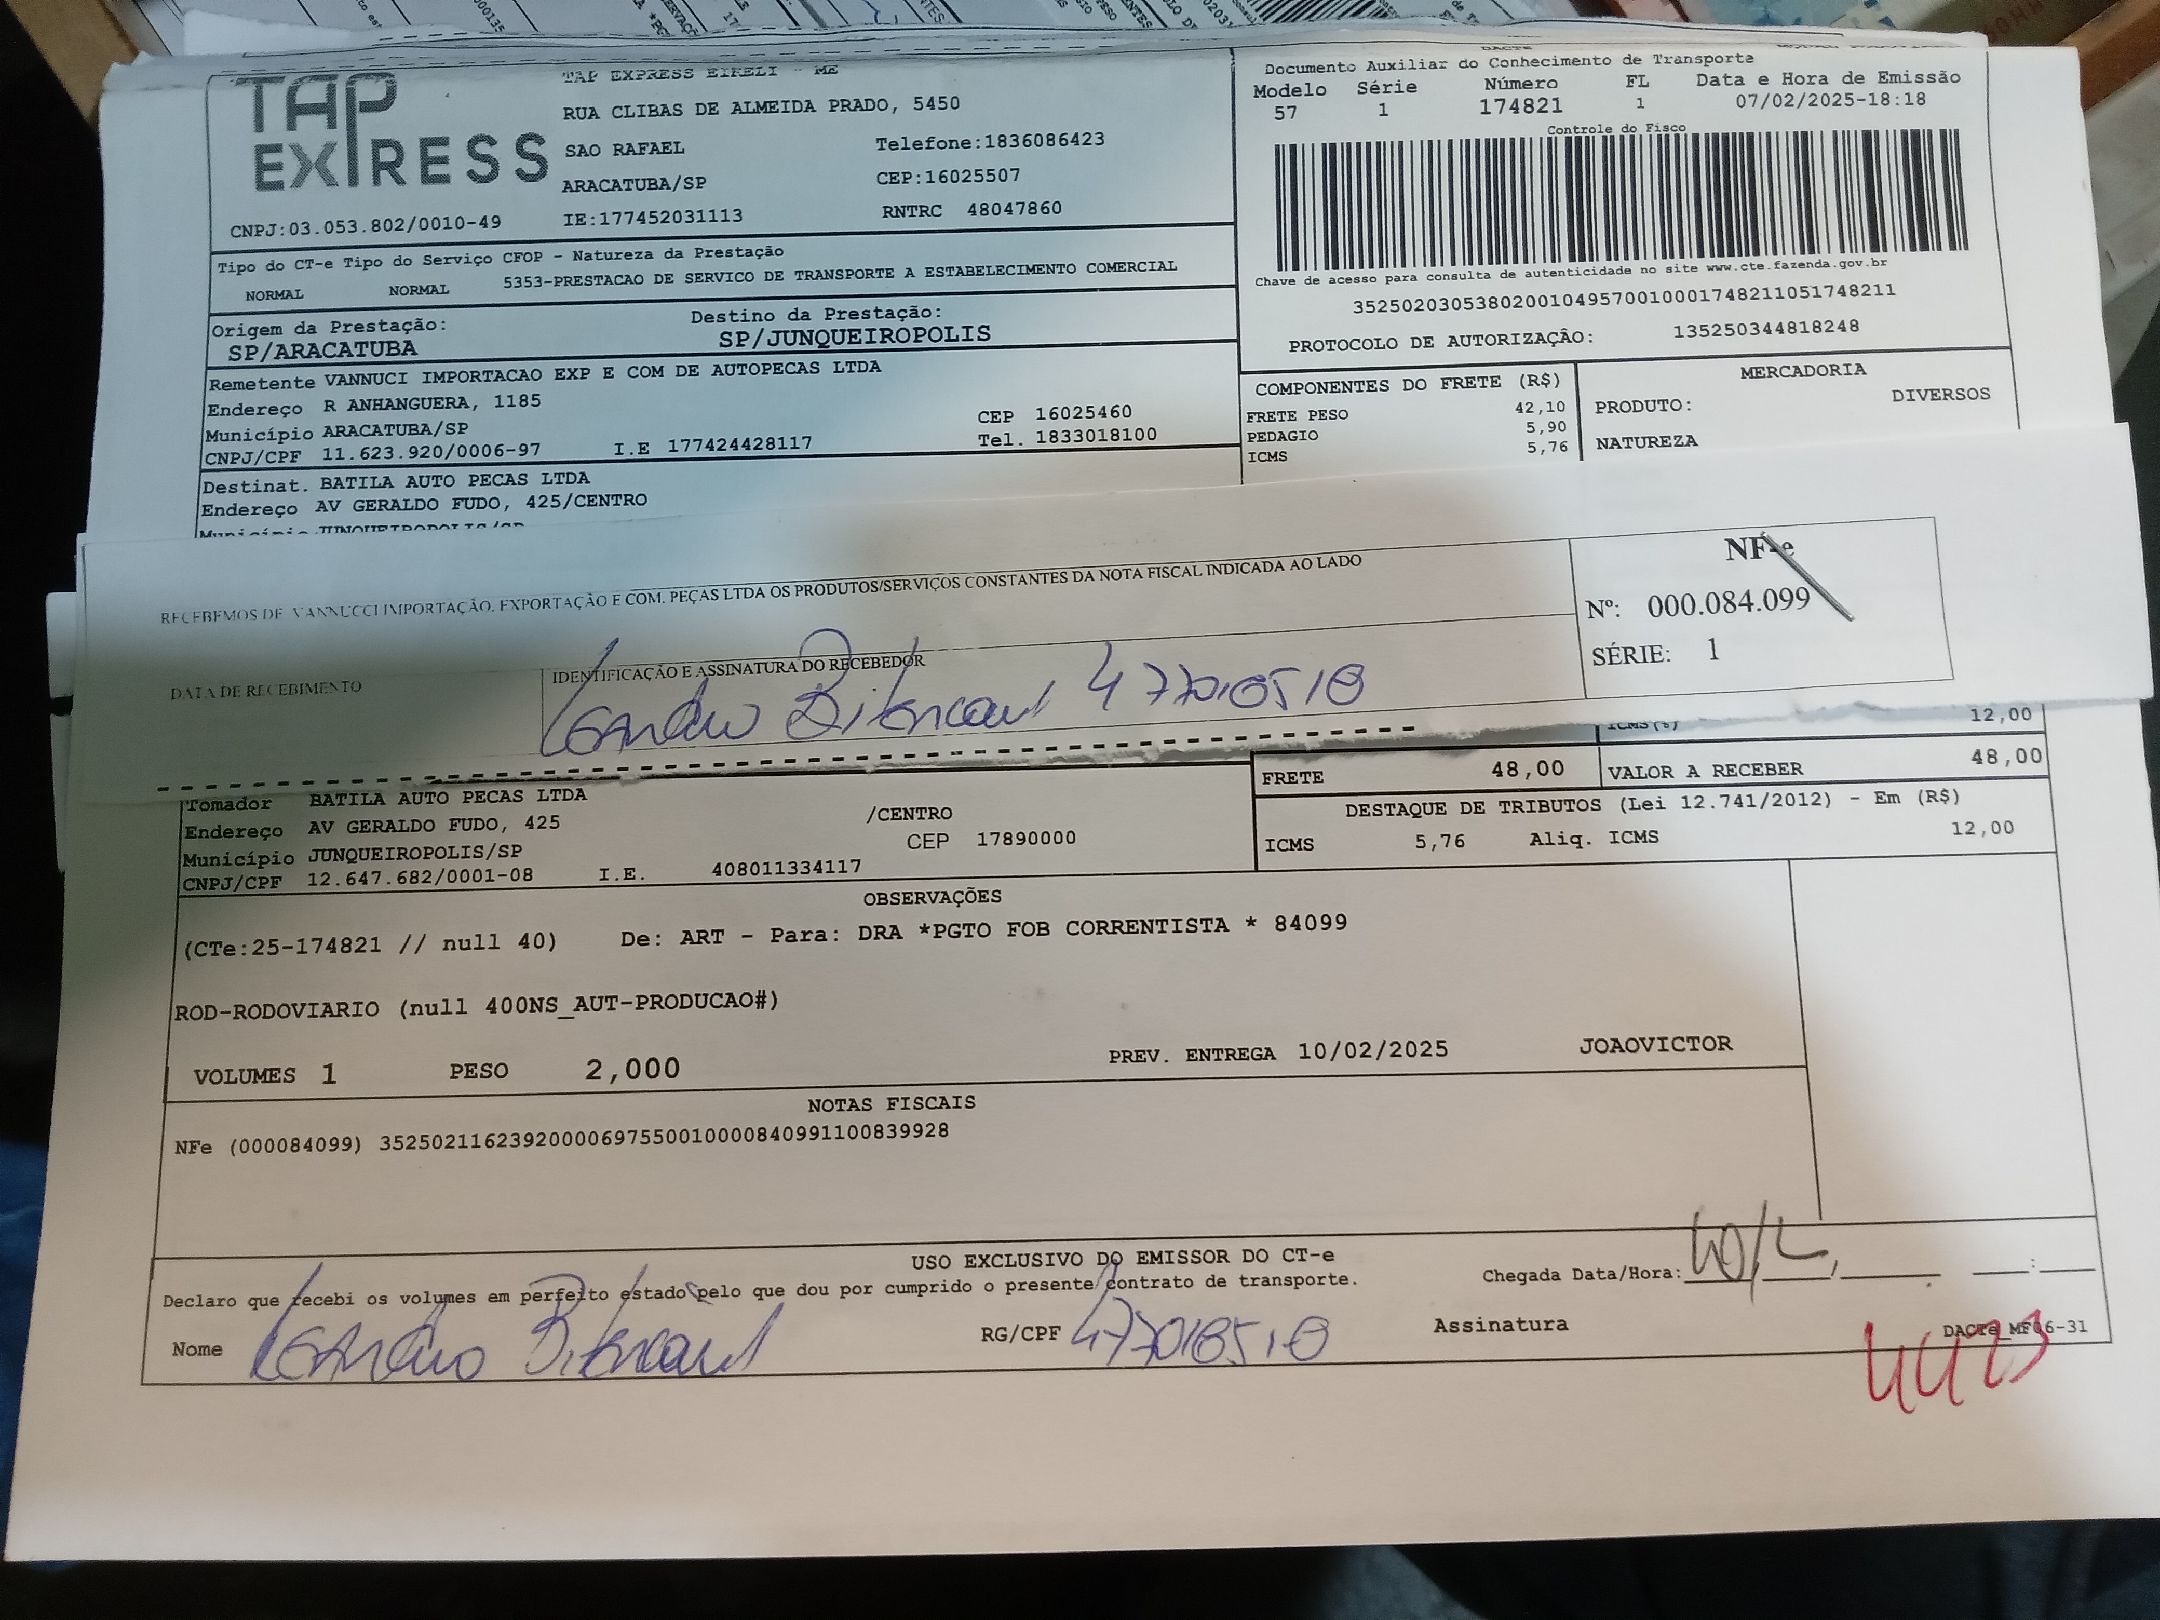 TAP EXPRESS
TAP EXPRESS EIRELI - ME
RUA CLIBAS DE ALMEIDA PRADO, 5450
SAO RAFAEL Telefone:1836086423
ARACATUBA/SP CEP:16025507
CNPJ:03.053.802/0010-49 IE:177452031113 RNTRC 48047860
DACTE
Documento Auxiliar do Conhecimento de Transporte
Modelo Série Número FL Data e Hora de Emissão
57 1 174821 1 07/02/2025-18:18
Controle do Fisco
Chave de acesso para consulta de autenticidade no site www.cte.fazenda.gov.br
35250203053802001049570010001748211051748211
PROTOCOLO DE AUTORIZAÇÃO: 135250344818248
Tipo do CT-e Tipo do Serviço CFOP - Natureza da Prestação
NORMAL NORMAL 5353-PRESTACAO DE SERVICO DE TRANSPORTE A ESTABELECIMENTO COMERCIAL
Origem da Prestação: Destino da Prestação:
SP/ARACATUBA SP/JUNQUEIROPOLIS
Remetente VANNUCI IMPORTACAO EXP E COM DE AUTOPECAS LTDA
Endereço R ANHANGUERA, 1185
Município ARACATUBA/SP CEP 16025460
CNPJ/CPF 11.623.920/0006-97 I.E 177424428117 Tel. 1833018100
COMPONENTES DO FRETE (R$)
FRETE PESO 42,10
PEDAGIO 5,90
ICMS 5,76
MERCADORIA
PRODUTO: DIVERSOS
NATUREZA
Destinat. BATILA AUTO PECAS LTDA
Endereço AV GERALDO FUDO, 425/CENTRO
Município JUNQUEIROPOLIS/SP
RECEBEMOS DE VANNUCCI IMPORTAÇÃO, EXPORTAÇÃO E COM. PEÇAS LTDA OS PRODUTOS/SERVIÇOS CONSTANTES DA NOTA FISCAL INDICADA AO LADO
NF-e
Nº: 000.084.099
SÉRIE: 1
DATA DE RECEBIMENTO
IDENTIFICAÇÃO E ASSINATURA DO RECEBEDOR
ICMS(%) 12,00
FRETE 48,00 VALOR A RECEBER 48,00
Tomador BATILA AUTO PECAS LTDA
Endereço AV GERALDO FUDO, 425 /CENTRO
Município JUNQUEIROPOLIS/SP CEP 17890000
CNPJ/CPF 12.647.682/0001-08 I.E. 408011334117
DESTAQUE DE TRIBUTOS (Lei 12.741/2012) - Em (R$)
ICMS 5,76 Aliq. ICMS 12,00
OBSERVAÇÕES
(CTe:25-174821 // null 40) De: ART - Para: DRA *PGTO FOB CORRENTISTA * 84099
ROD-RODOVIARIO (null 400NS_AUT-PRODUCAO#)
VOLUMES 1 PESO 2,000 PREV. ENTREGA 10/02/2025 JOAOVICTOR
NOTAS FISCAIS
NFe (000084099) 35250211623920000697550010000840991100839928
USO EXCLUSIVO DO EMISSOR DO CT-e
Declaro que recebi os volumes em perfeito estado pelo que dou por cumprido o presente contrato de transporte.
Chegada Data/Hora:
Nome RG/CPF Assinatura
DACTe_MF06-31